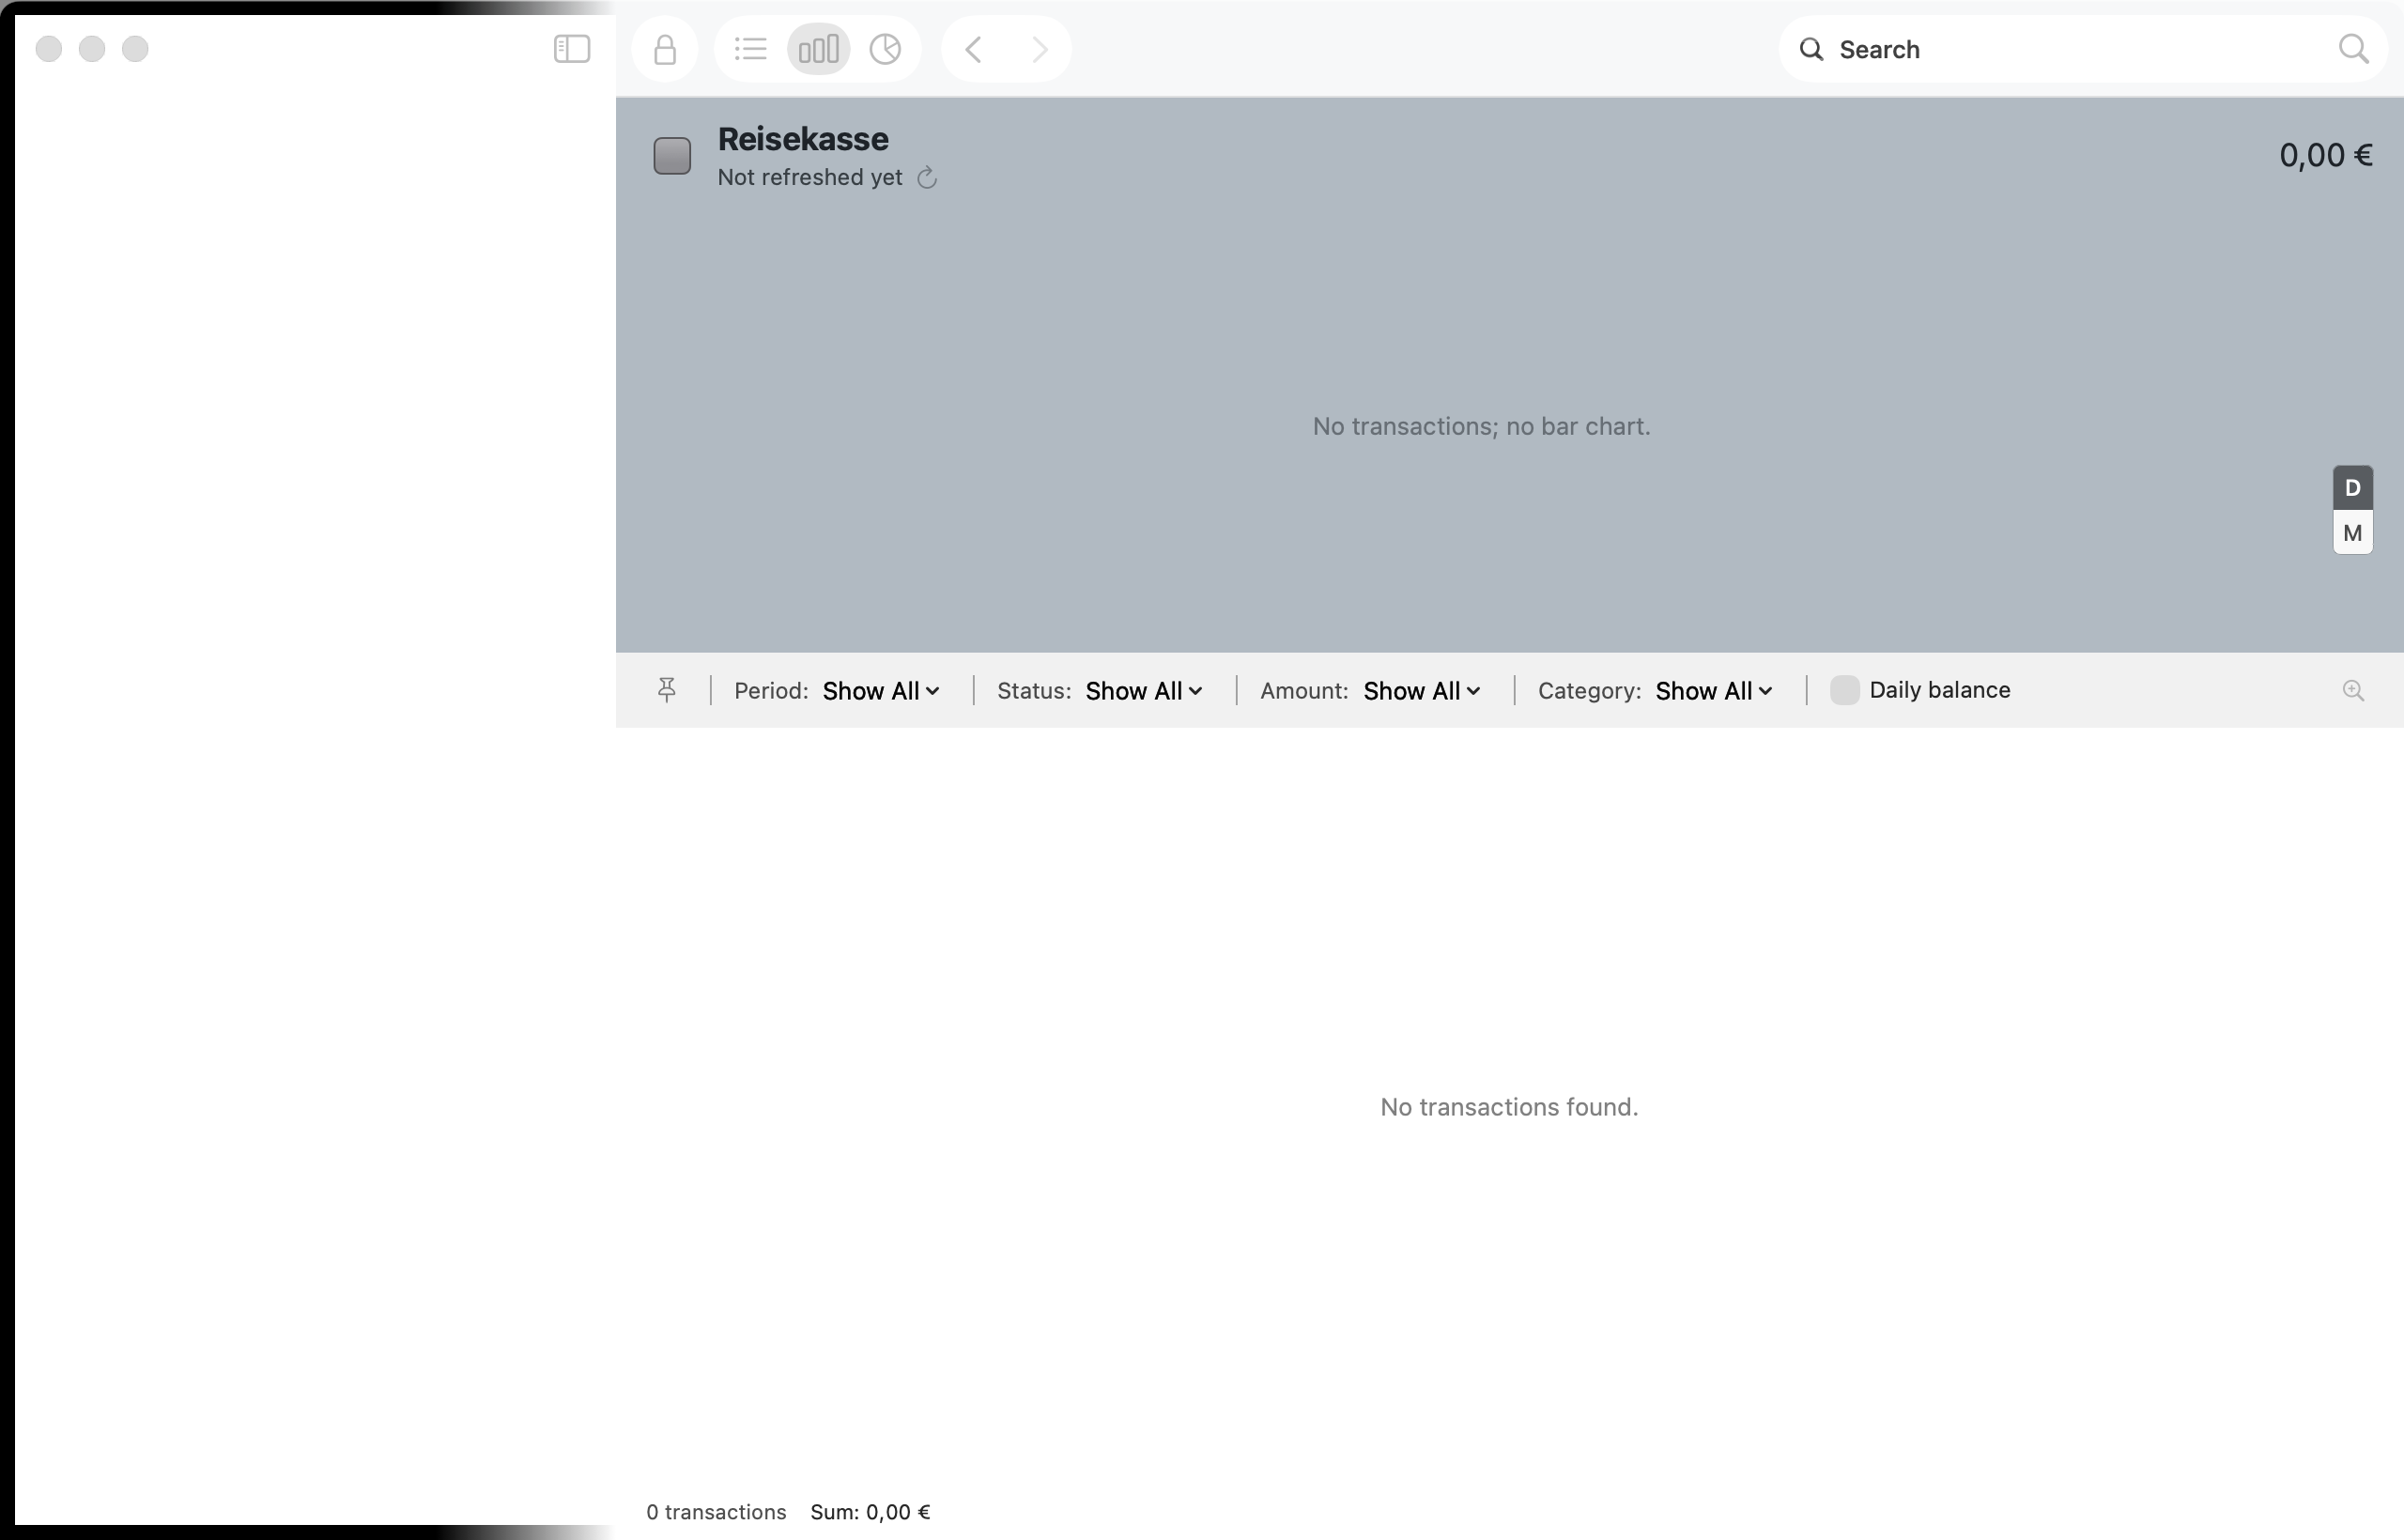 Search
Reisekasse
Not refreshed yet
0,00 €
No transactions; no bar chart.
D
M
Period: Show All Status: Show All Amount: Show All Category: Show All Daily balance
No transactions found.
0 transactions Sum: 0,00 €